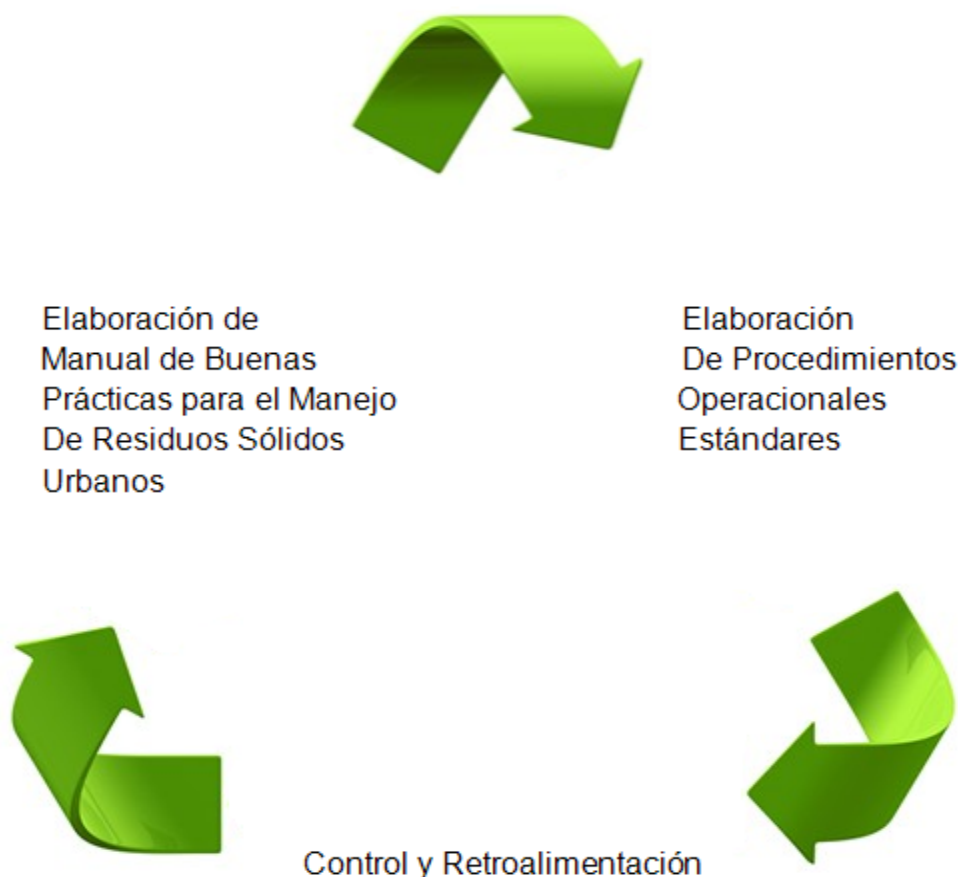 Elaboración de
Manual de Buenas
Prácticas para el Manejo
De Residuos Sólidos
Urbanos
Elaboración
De Procedimientos
Operacionales
Estándares
Control y Retroalimentación